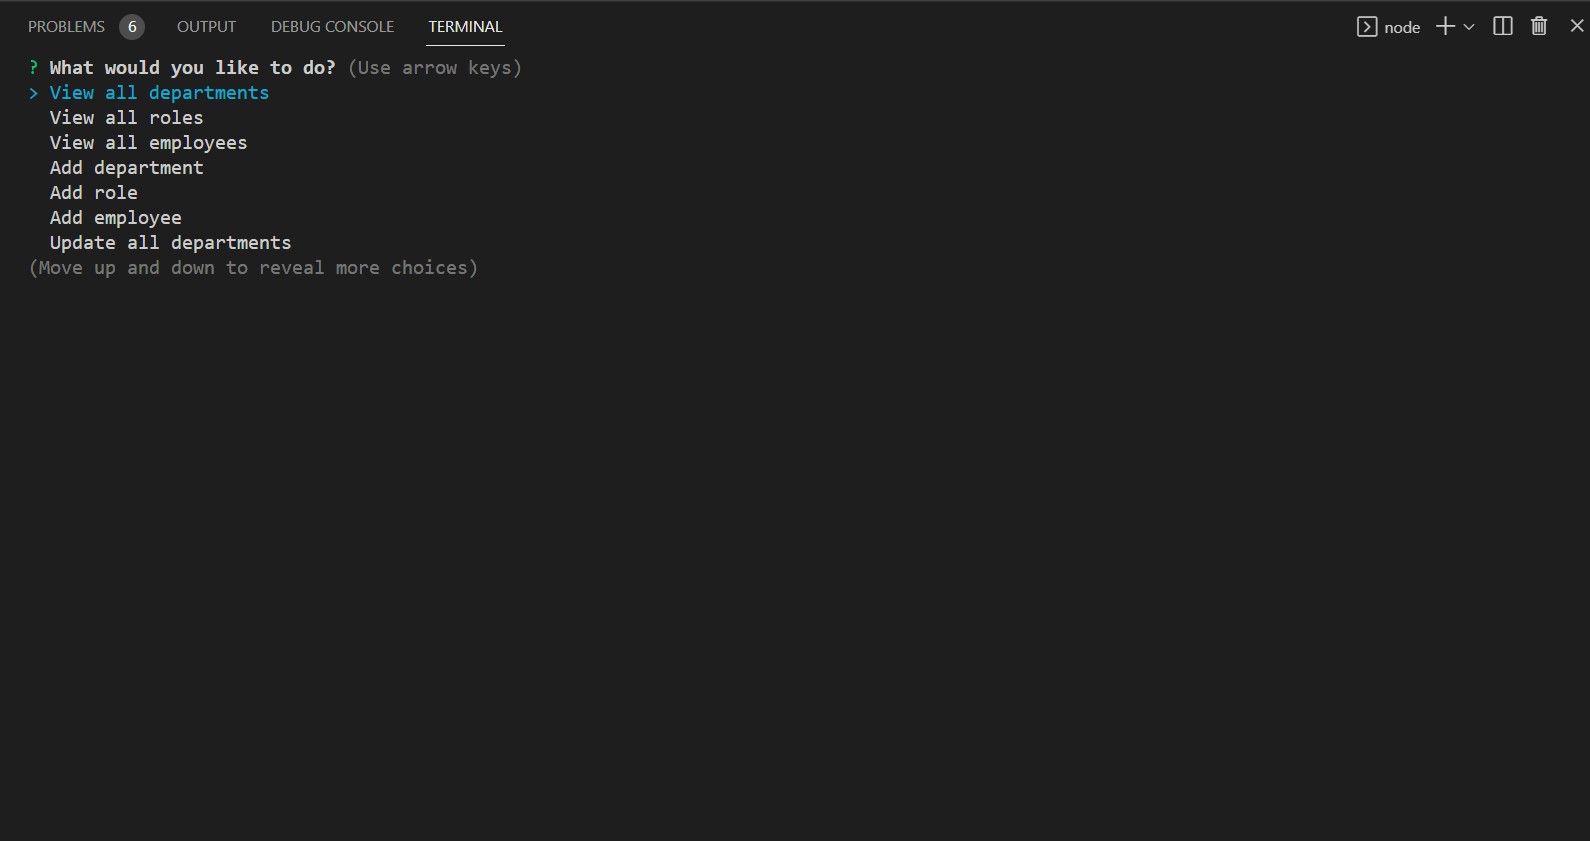 PROBLEMS 6 OUTPUT DEBUG CONSOLE TERMINAL node
? What would you like to do? (Use arrow keys)
> View all departments
View all roles
View all employees
Add department
Add role
Add employee
Update all departments
(Move up and down to reveal more choices)